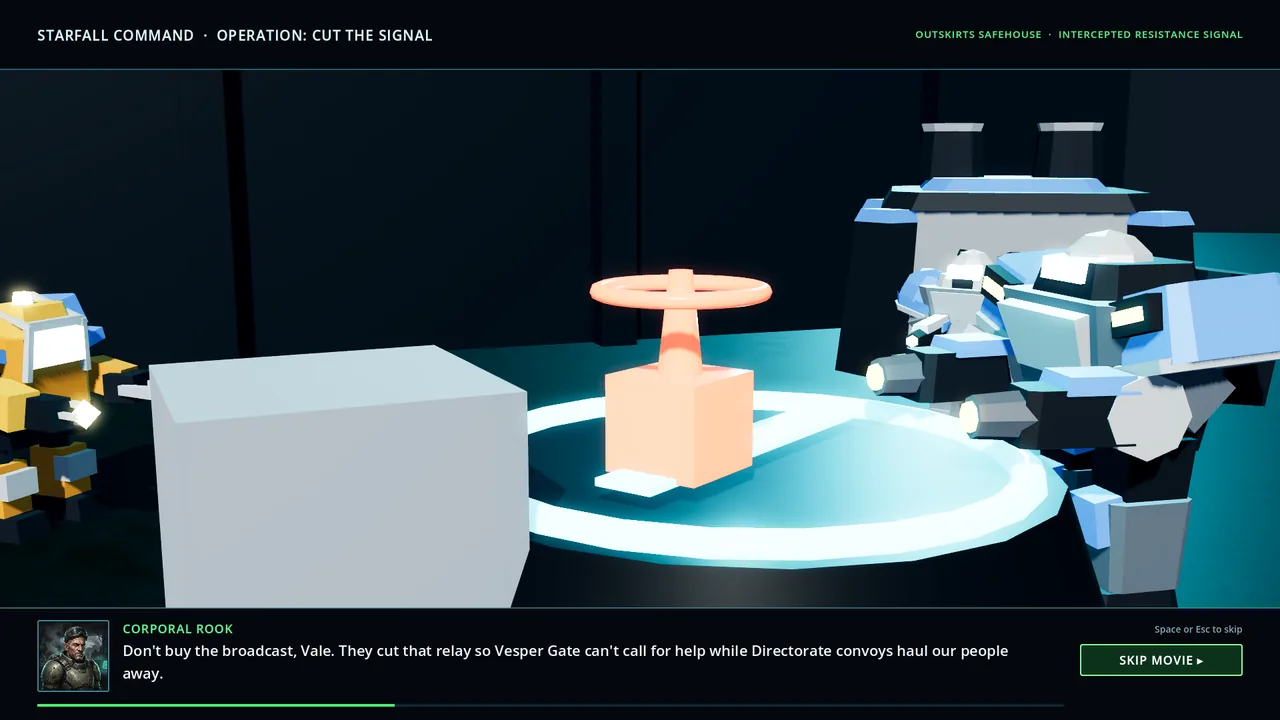 STARFALL COMMAND · OPERATION: CUT THE SIGNAL
OUTSKIRTS SAFEHOUSE · INTERCEPTED RESISTANCE SIGNAL
CORPORAL ROOK
Don't buy the broadcast, Vale. They cut that relay so Vesper Gate can't call for help while Directorate convoys haul our people
away.
Space or Esc to skip
SKIP MOVIE ▸